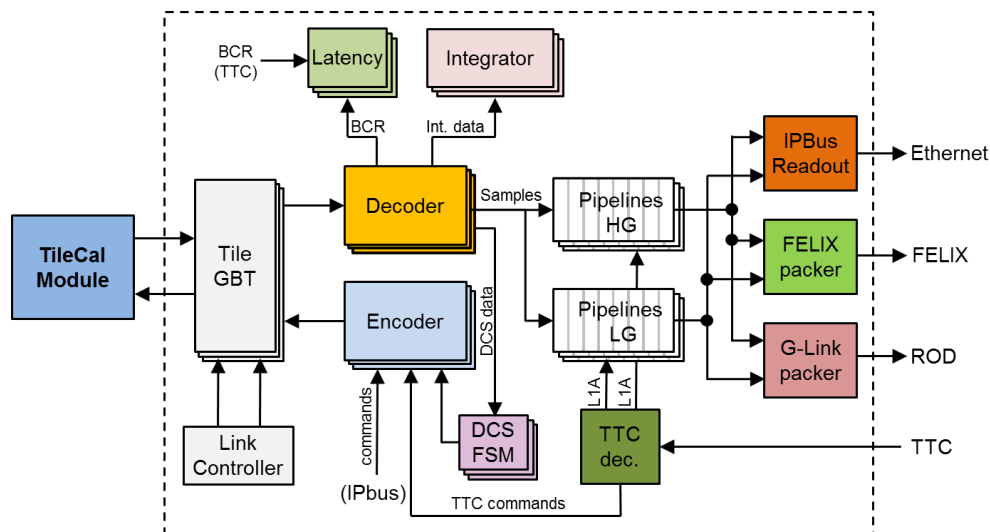 BCR
(TTC)
Latency
Integrator
BCR
Int. data
IPBus
Readout
Ethernet
Decoder
Samples
Pipelines
HG
TileCal
Module
Tile
GBT
FELIX
packer
FELIX
DCS data
Encoder
Pipelines
LG
G-Link
packer
ROD
L1A
L1A
commands
Link
Controller
DCS
FSM
TTC
dec.
TTC
(IPbus)
TTC commands